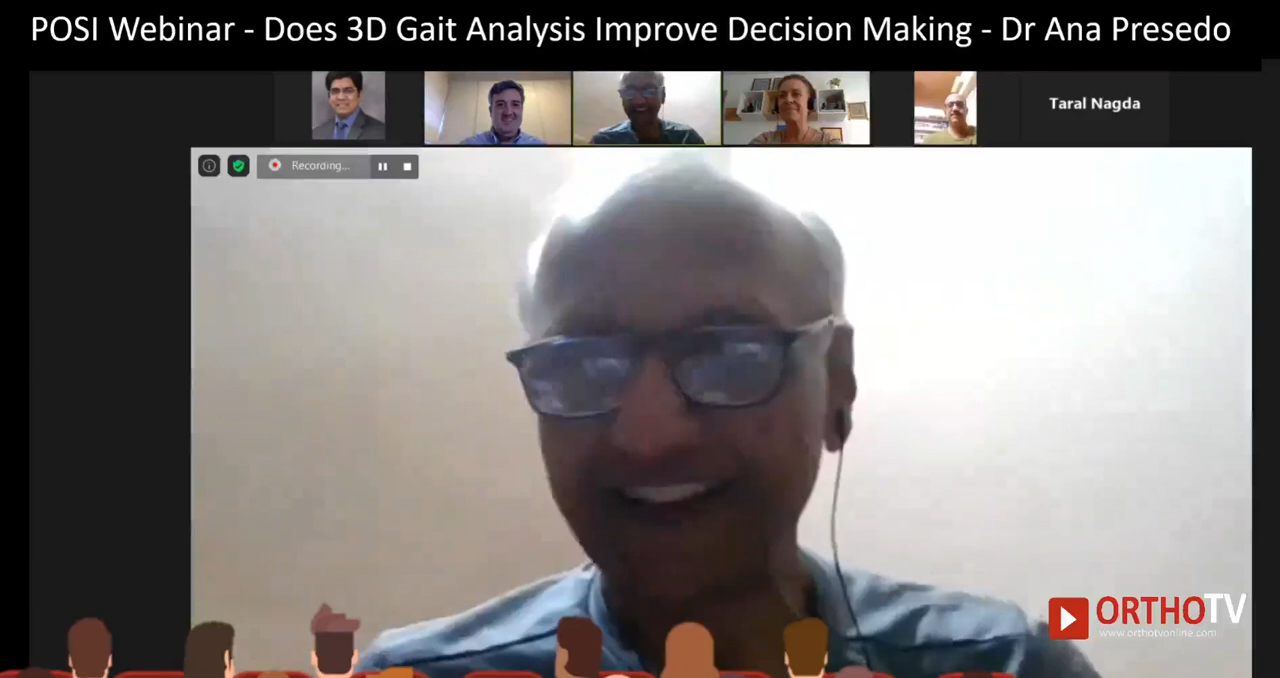 POSI Webinar - Does 3D Gait Analysis Improve Decision Making - Dr Ana Presedo
Taral Nagda
Recording...
ORTHOTV
www.orthotvonline.com